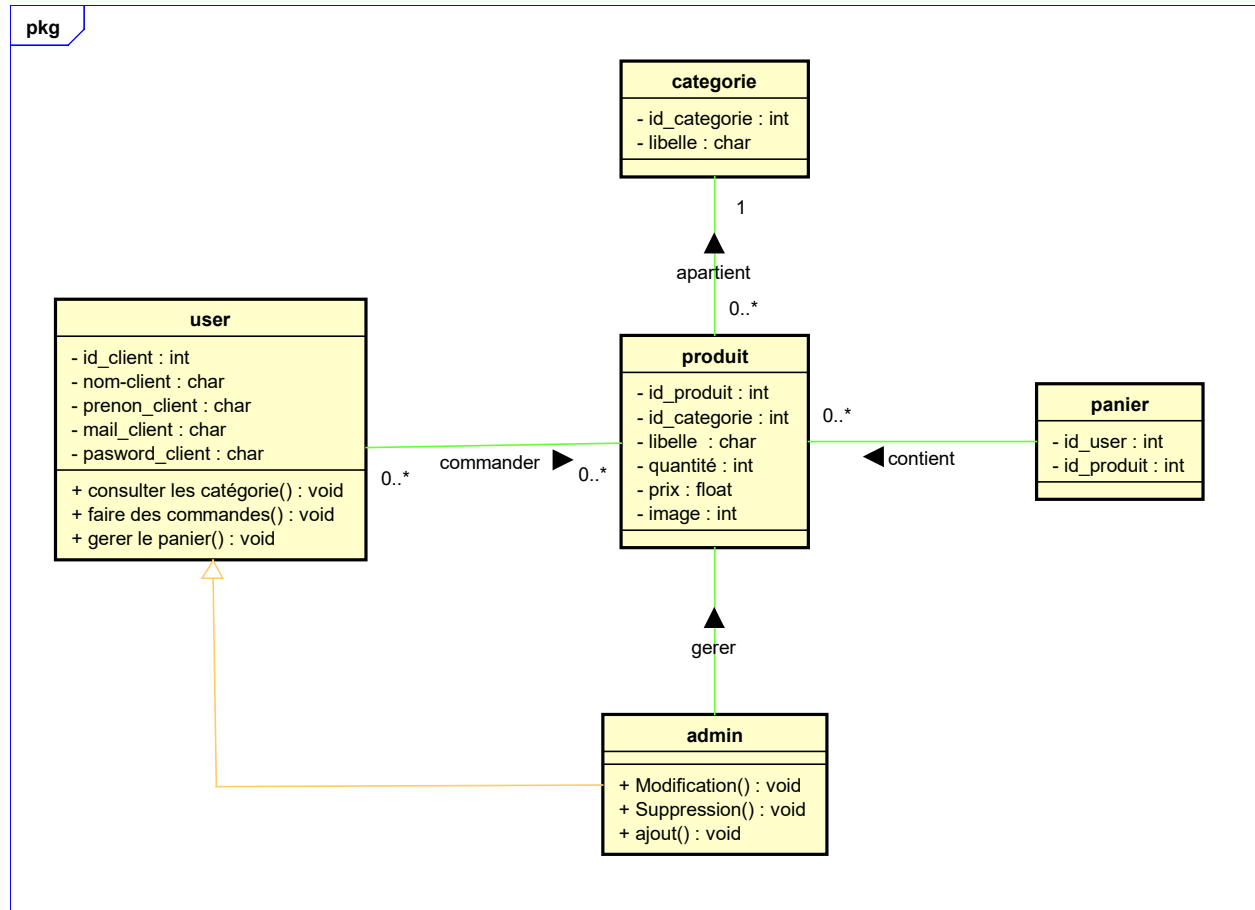 pkg
categorie
- id_categorie : int
- libelle : char
1
apartient
0..*
user
- id_client : int
- nom-client : char
- prenon_client : char
- mail_client : char
- pasword_client : char
+ consulter les catégorie() : void
+ faire des commandes() : void
+ gerer le panier() : void
commander
0..*
0..*
produit
- id_produit : int
- id_categorie : int
- libelle : char
- quantité : int
- prix : float
- image : int
0..*
contient
panier
- id_user : int
- id_produit : int
gerer
admin
+ Modification() : void
+ Suppression() : void
+ ajout() : void